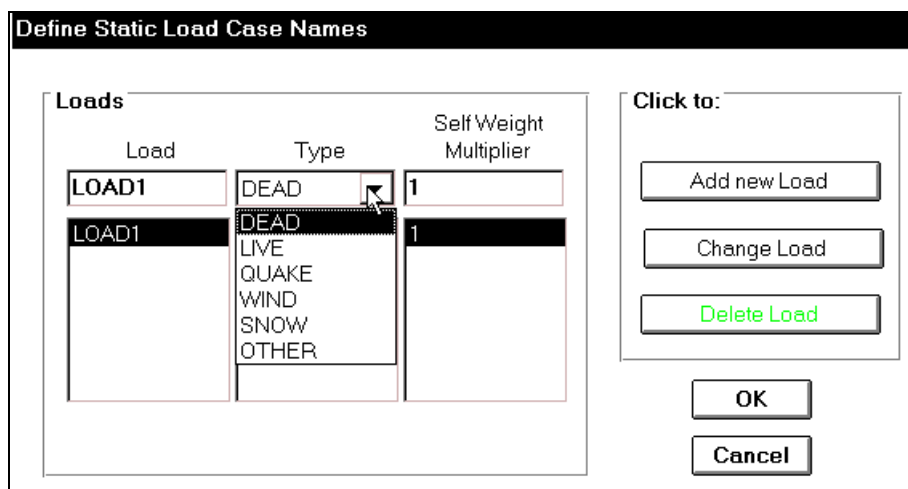 Define Static Load Case Names
Loads
Load
Type
Self Weight
Multiplier
LOAD1
DEAD
1
LOAD1
1
DEAD
LIVE
QUAKE
WIND
SNOW
OTHER
Click to:
Add new Load
Change Load
Delete Load
OK
Cancel